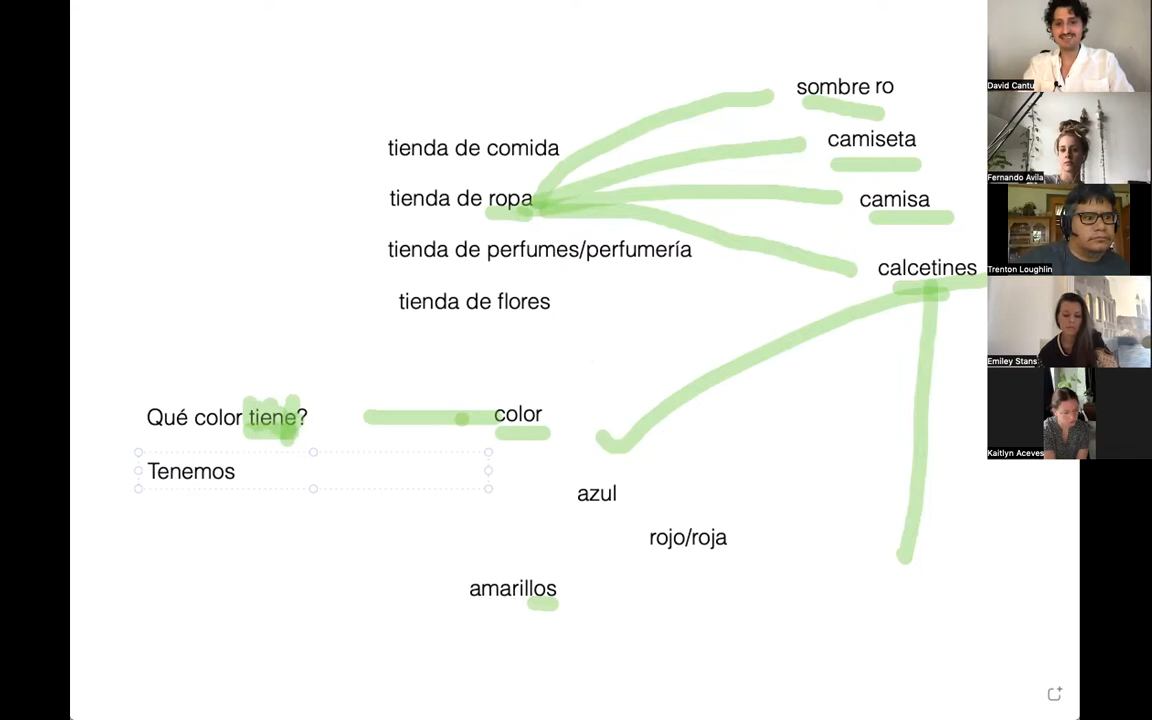 sombre ro
camiseta
camisa
calcetines
tienda de comida
tienda de ropa
tienda de perfumes/perfumería
tienda de flores
Qué color tiene?
color
Tenemos
azul
rojo/roja
amarillos
David Cantu
Fernando Avila
Trenton Loughlin
Emiley Stans
Kaitlyn Aceves